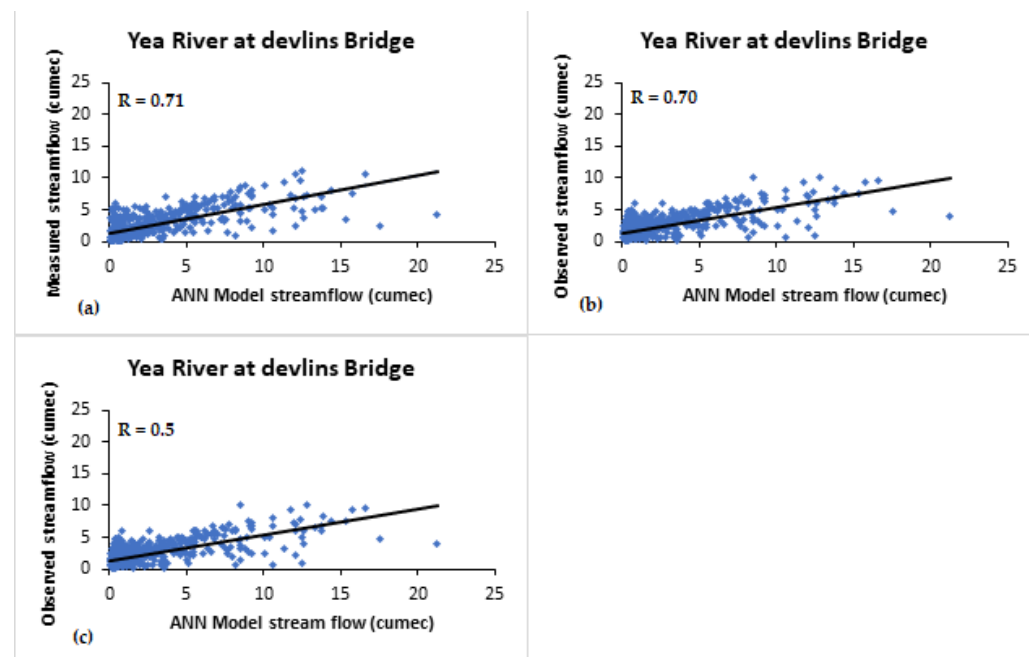 Yea River at devlins Bridge
Measured streamflow (cumec)
25
20
15
10
5
0
R = 0.71
0 5 10 15 20 25
ANN Model streamflow (cumec)
(a)
Yea River at devlins Bridge
Observed streamflow (cumec)
25
20
15
10
5
0
R = 0.70
0 5 10 15 20 25
ANN Model stream flow (cumec)
(b)
Yea River at devlins Bridge
Observed streamflow (cumec)
25
20
15
10
5
0
R = 0.5
0 5 10 15 20 25
ANN Model stream flow (cumec)
(c)